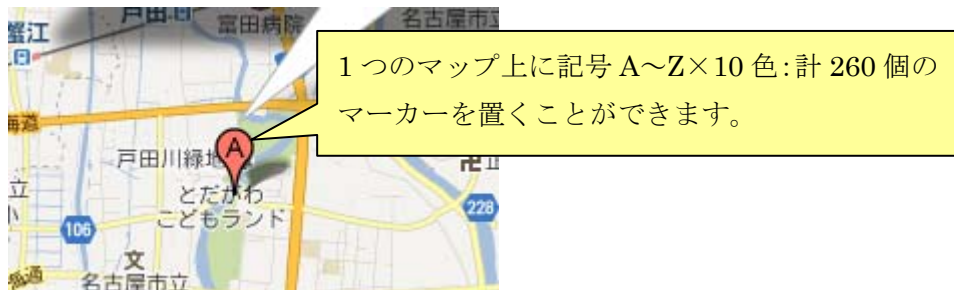 戸田
富田病院
名古屋市立
蟹江
1 つのマップ上に記号 A～Z×10 色：計 260 個の
マーカーを置くことができます。
A
戸田川緑地
とだがわ
こどもランド
228
106
文
名古屋市立